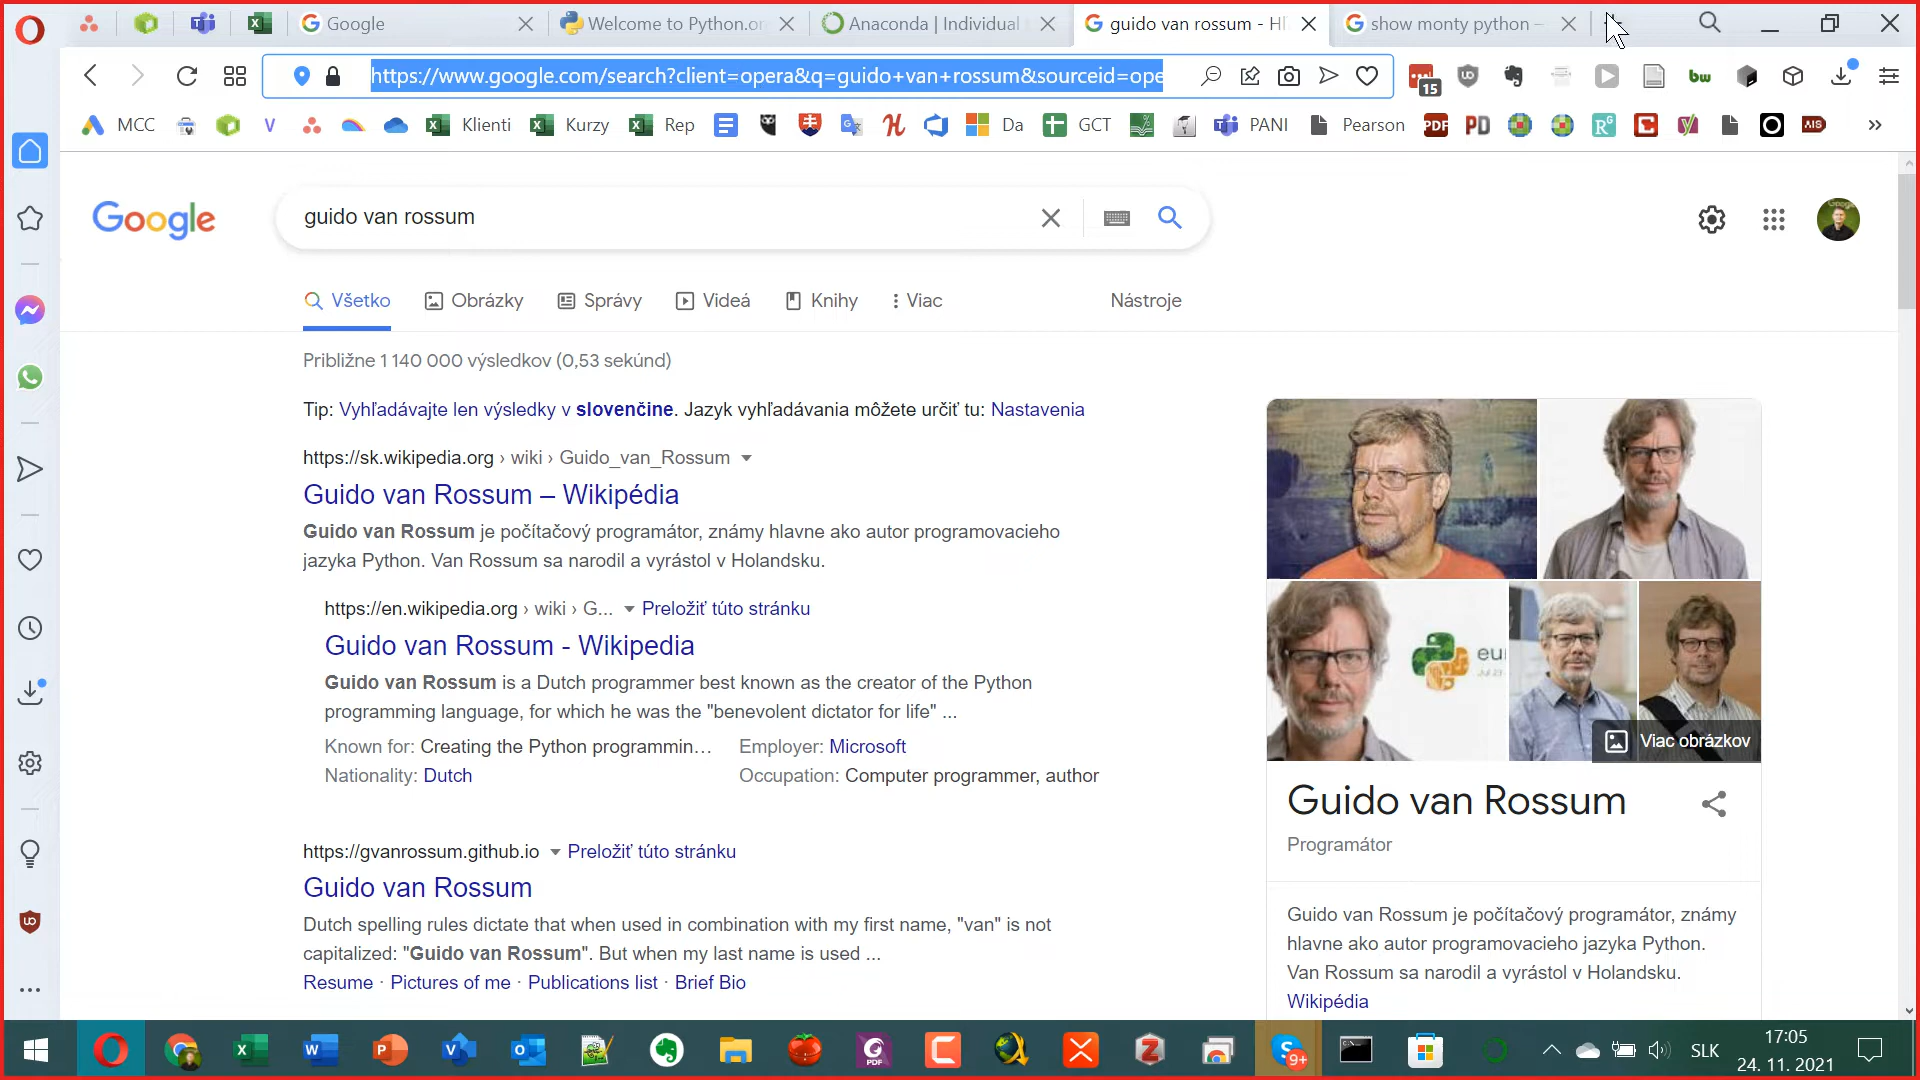 Google
Welcome to Python.or
Anaconda | Individual
guido van rossum - Hľ
show monty python –
https://www.google.com/search?client=opera&q=guido+van+rossum&sourceid=ope
15
bw
MCC
Klienti
Kurzy
Rep
Da
GCT
PANI
Pearson
PDF
PD
AIS
Google
guido van rossum
Všetko
Obrázky
Správy
Videá
Knihy
Viac
Nástroje
Približne 1 140 000 výsledkov (0,53 sekúnd)
Tip: Vyhľadávajte len výsledky v slovenčine. Jazyk vyhľadávania môžete určiť tu: Nastavenia
https://sk.wikipedia.org › wiki › Guido_van_Rossum
Guido van Rossum – Wikipédia
Guido van Rossum je počítačový programátor, známy hlavne ako autor programovacieho
jazyka Python. Van Rossum sa narodil a vyrástol v Holandsku.
https://en.wikipedia.org › wiki › G... Preložiť túto stránku
Guido van Rossum - Wikipedia
Guido van Rossum is a Dutch programmer best known as the creator of the Python
programming language, for which he was the "benevolent dictator for life" ...
Known for: Creating the Python programmin… Employer: Microsoft
Nationality: Dutch Occupation: Computer programmer, author
https://gvanrossum.github.io Preložiť túto stránku
Guido van Rossum
Dutch spelling rules dictate that when used in combination with my first name, "van" is not
capitalized: "Guido van Rossum". But when my last name is used ...
Resume · Pictures of me · Publications list · Brief Bio
Viac obrázkov
Guido van Rossum
Programátor
Guido van Rossum je počítačový programátor, známy
hlavne ako autor programovacieho jazyka Python.
Van Rossum sa narodil a vyrástol v Holandsku.
Wikipédia
9+
SLK
17:05
24. 11. 2021